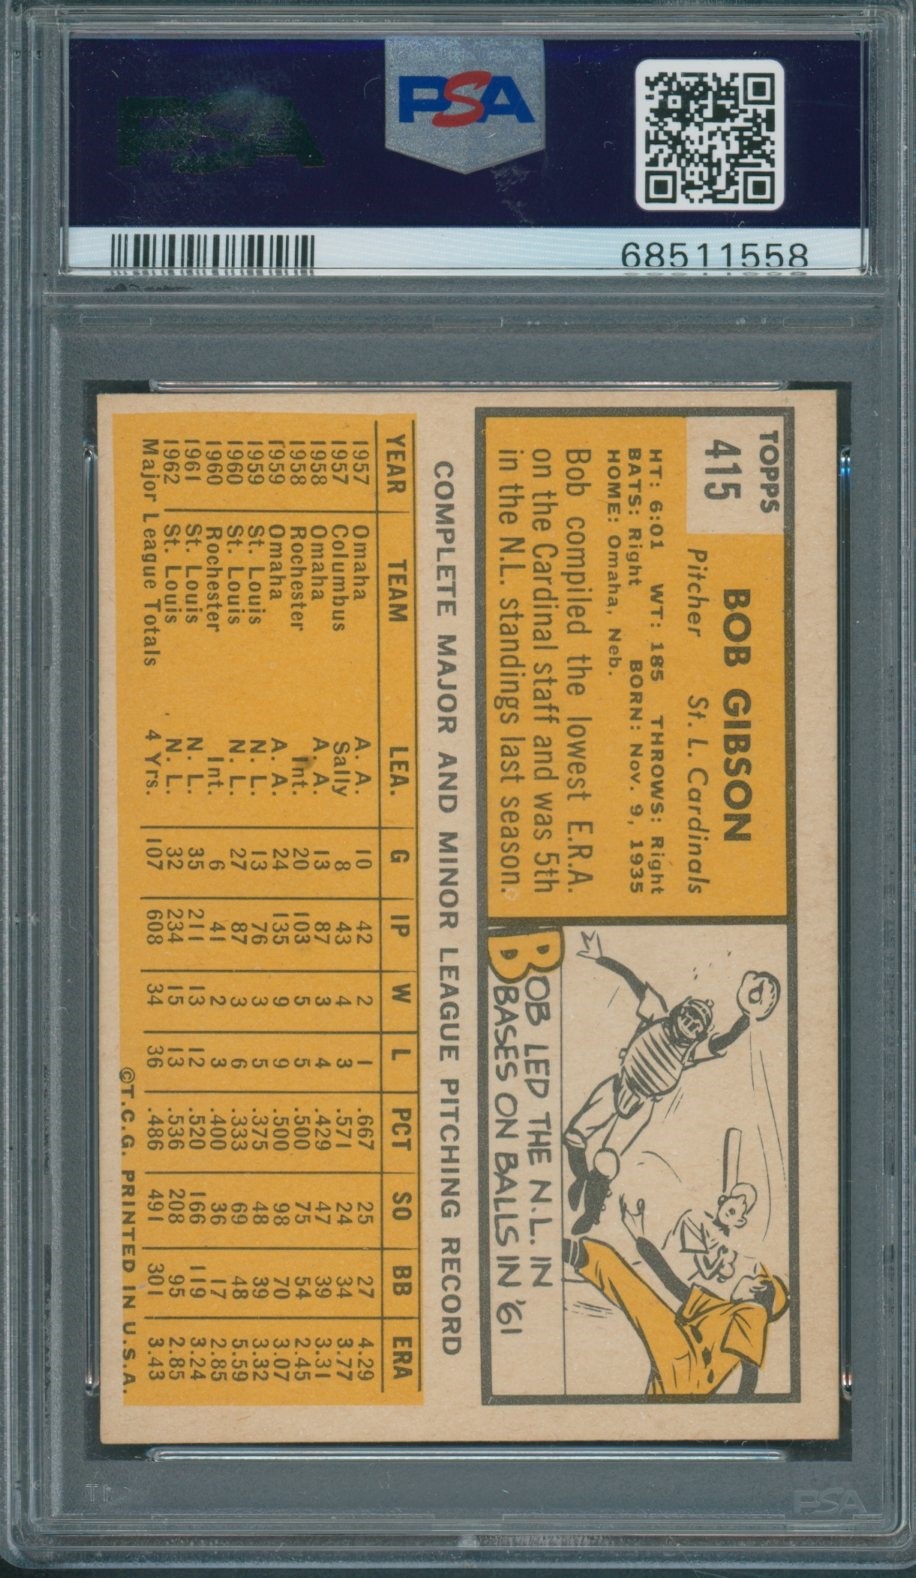 PSA
PSA
68511558
TOPPS
415
BOB GIBSON
Pitcher St. L. Cardinals
HT: 6:01 WT: 185 THROWS: Right
BATS: Right BORN: Nov. 9, 1935
HOME: Omaha, Neb.
Bob compiled the lowest E.R.A.
on the Cardinal staff and was 5th
in the N.L. standings last season.
BOB LED THE N.L. IN
BASES ON BALLS IN '61
COMPLETE MAJOR AND MINOR LEAGUE PITCHING RECORD
YEAR TEAM LEA. G IP W L PCT SO BB ERA
1957 Omaha A. A. 10 42 2 1 .667 25 27 4.29
1957 Columbus Sally 8 43 4 3 .571 24 34 3.77
1958 Omaha A. A. 13 87 3 4 .429 47 39 3.31
1958 Rochester Int. 20 103 5 5 .500 75 54 2.45
1959 Omaha A. A. 24 135 9 9 .500 98 70 3.07
1959 St. Louis N. L. 13 76 3 5 .375 48 39 3.32
1960 St. Louis N. L. 27 87 3 6 .333 69 48 5.59
1960 Rochester Int. 6 41 2 3 .400 36 17 2.85
1961 St. Louis N. L. 35 211 13 12 .520 166 119 3.24
1962 St. Louis N. L. 32 234 15 13 .536 208 95 2.85
Major League Totals 4 Yrs. 107 608 34 36 .486 491 301 3.43
©T.C.G. PRINTED IN U.S.A.
PSA